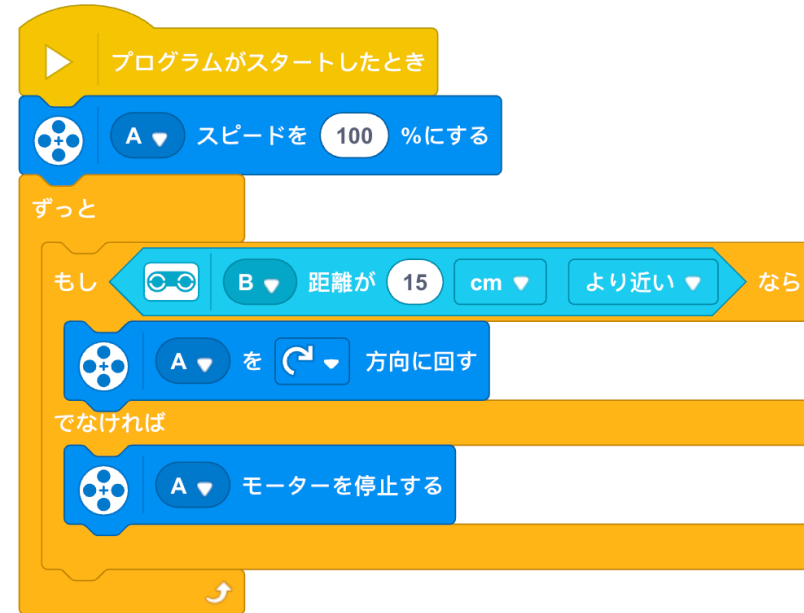 プログラムがスタートしたとき
A スピードを 100 %にする
ずっと
もし B 距離が 15 cm より近い なら
A を 方向に回す
でなければ
A モーターを停止する